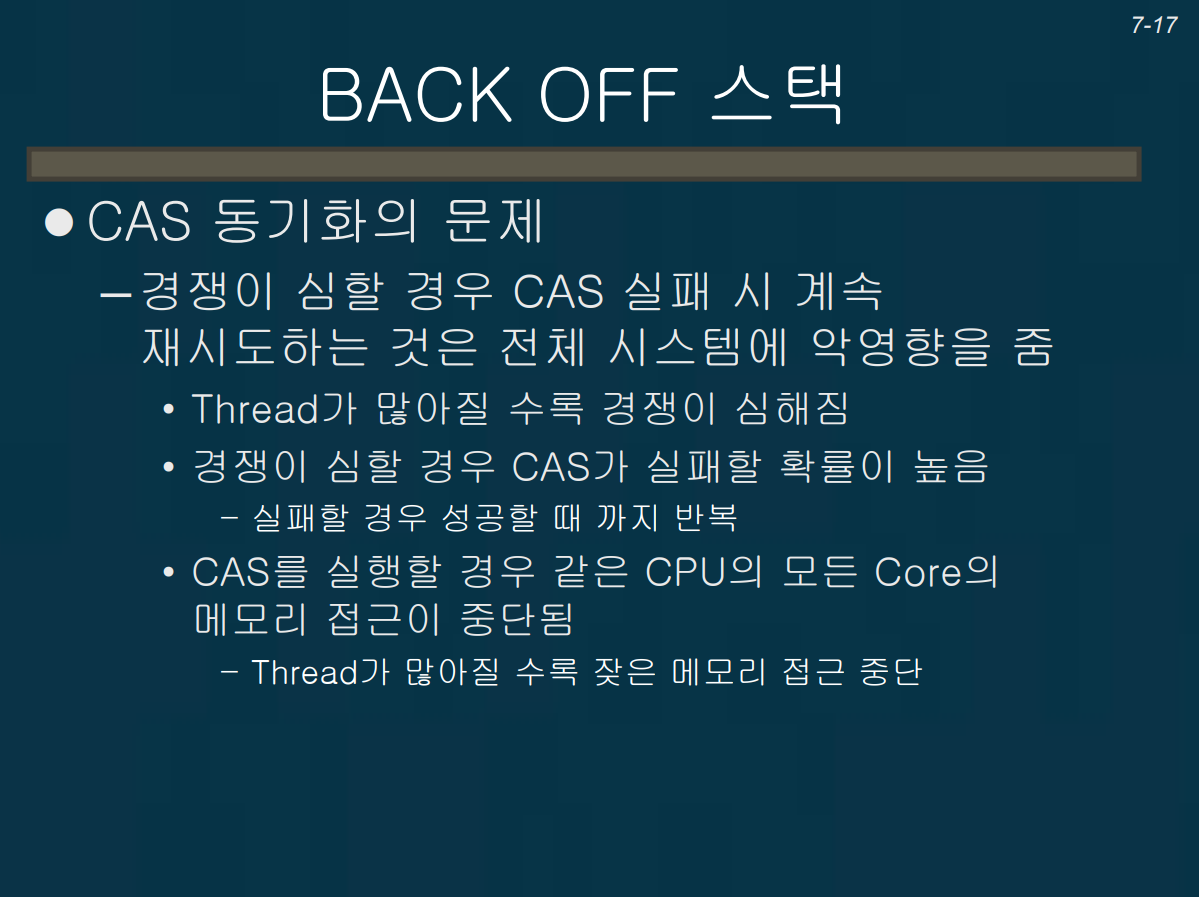 7-17
BACK OFF 스택
● CAS 동기화의 문제
– 경쟁이 심할 경우 CAS 실패 시 계속
재시도하는 것은 전체 시스템에 악영향을 줌
• Thread가 많아질 수록 경쟁이 심해짐
• 경쟁이 심할 경우 CAS가 실패할 확률이 높음
– 실패할 경우 성공할 때 까지 반복
• CAS를 실행할 경우 같은 CPU의 모든 Core의
메모리 접근이 중단됨
– Thread가 많아질 수록 잦은 메모리 접근 중단